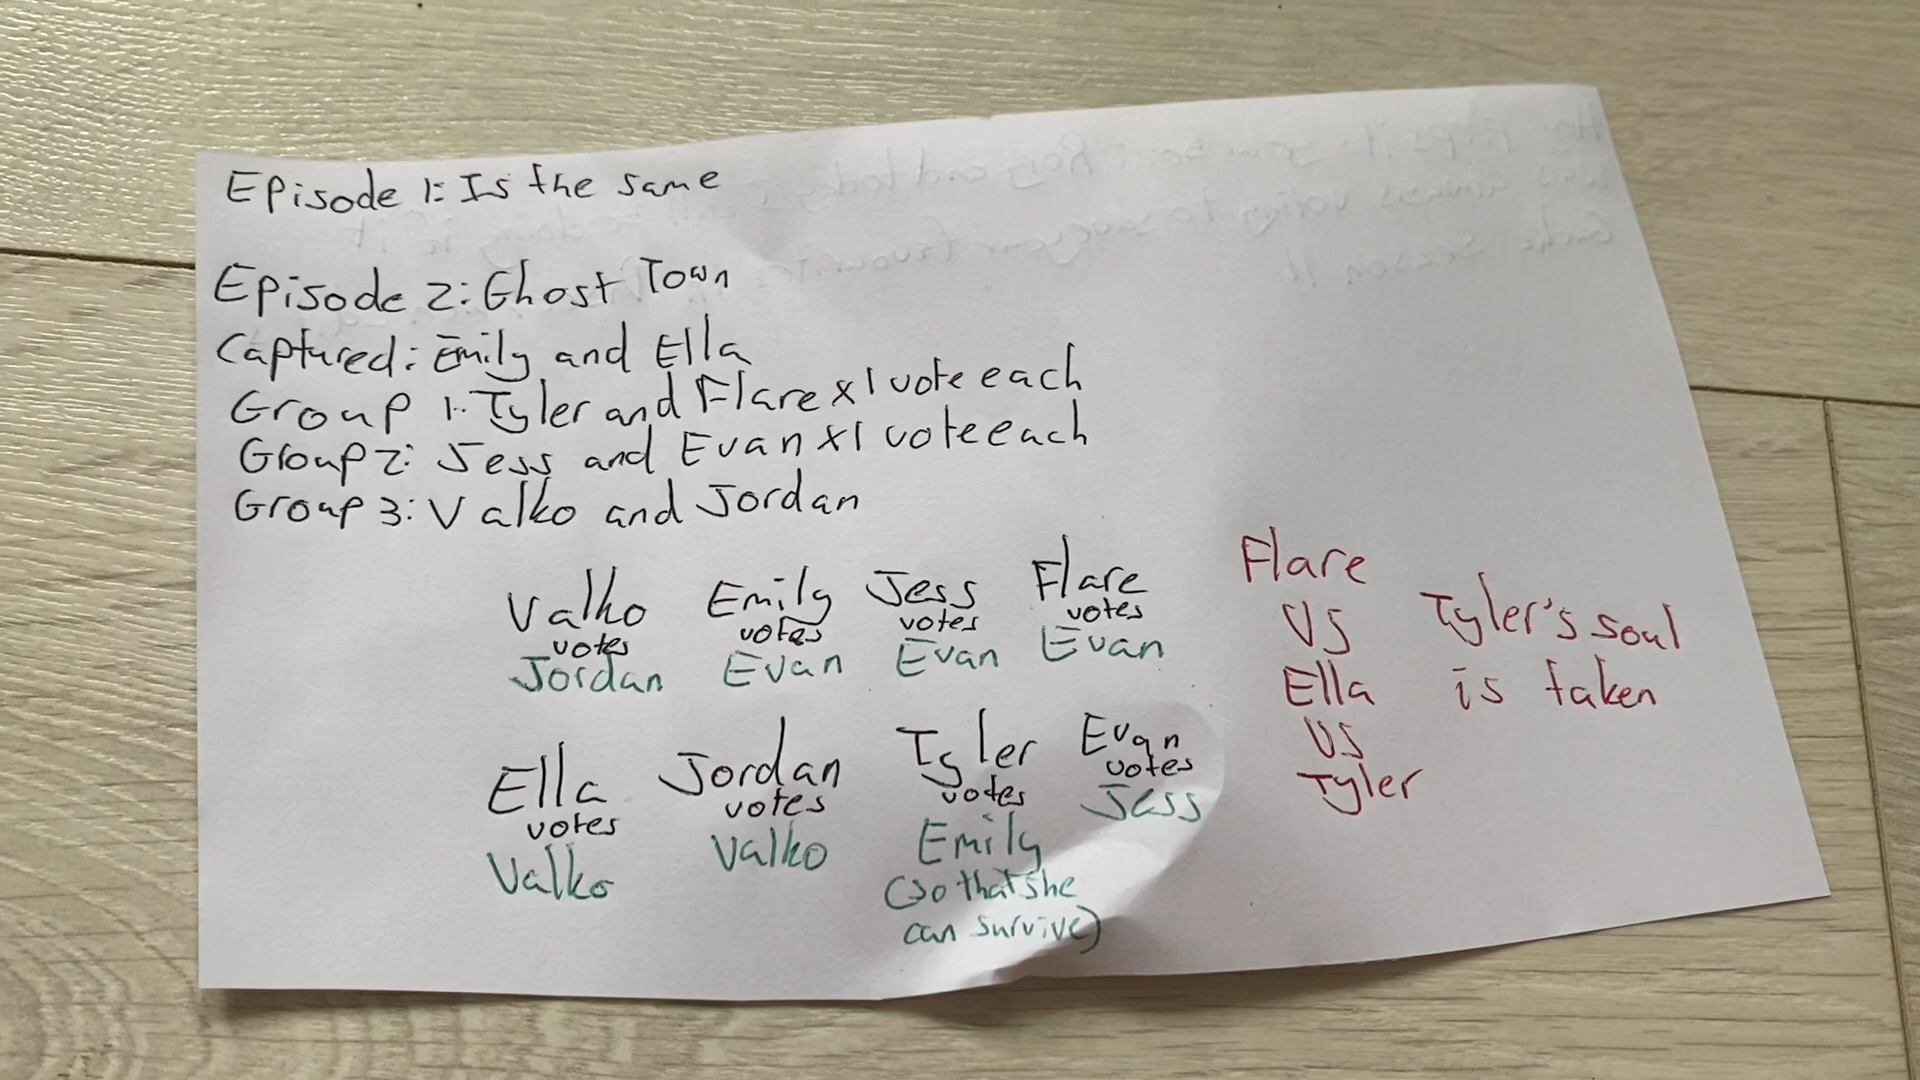 Episode 1: Is the same
Episode 2: Ghost Town
Captured: Emily and Ella
Group 1: Tyler and Flare x1 vote each
Group 2: Jess and Evan x1 vote each
Group 3: Valko and Jordan
Valko votes Jordan
Emily votes Evan
Jess votes Evan
Flare votes Evan
Ella votes Valko
Jordan votes Valko
Tyler votes Emily
(so that she
can survive)
Evan votes Jess
Flare
VS
Ella
VS
Tyler
Tyler's soul
is taken